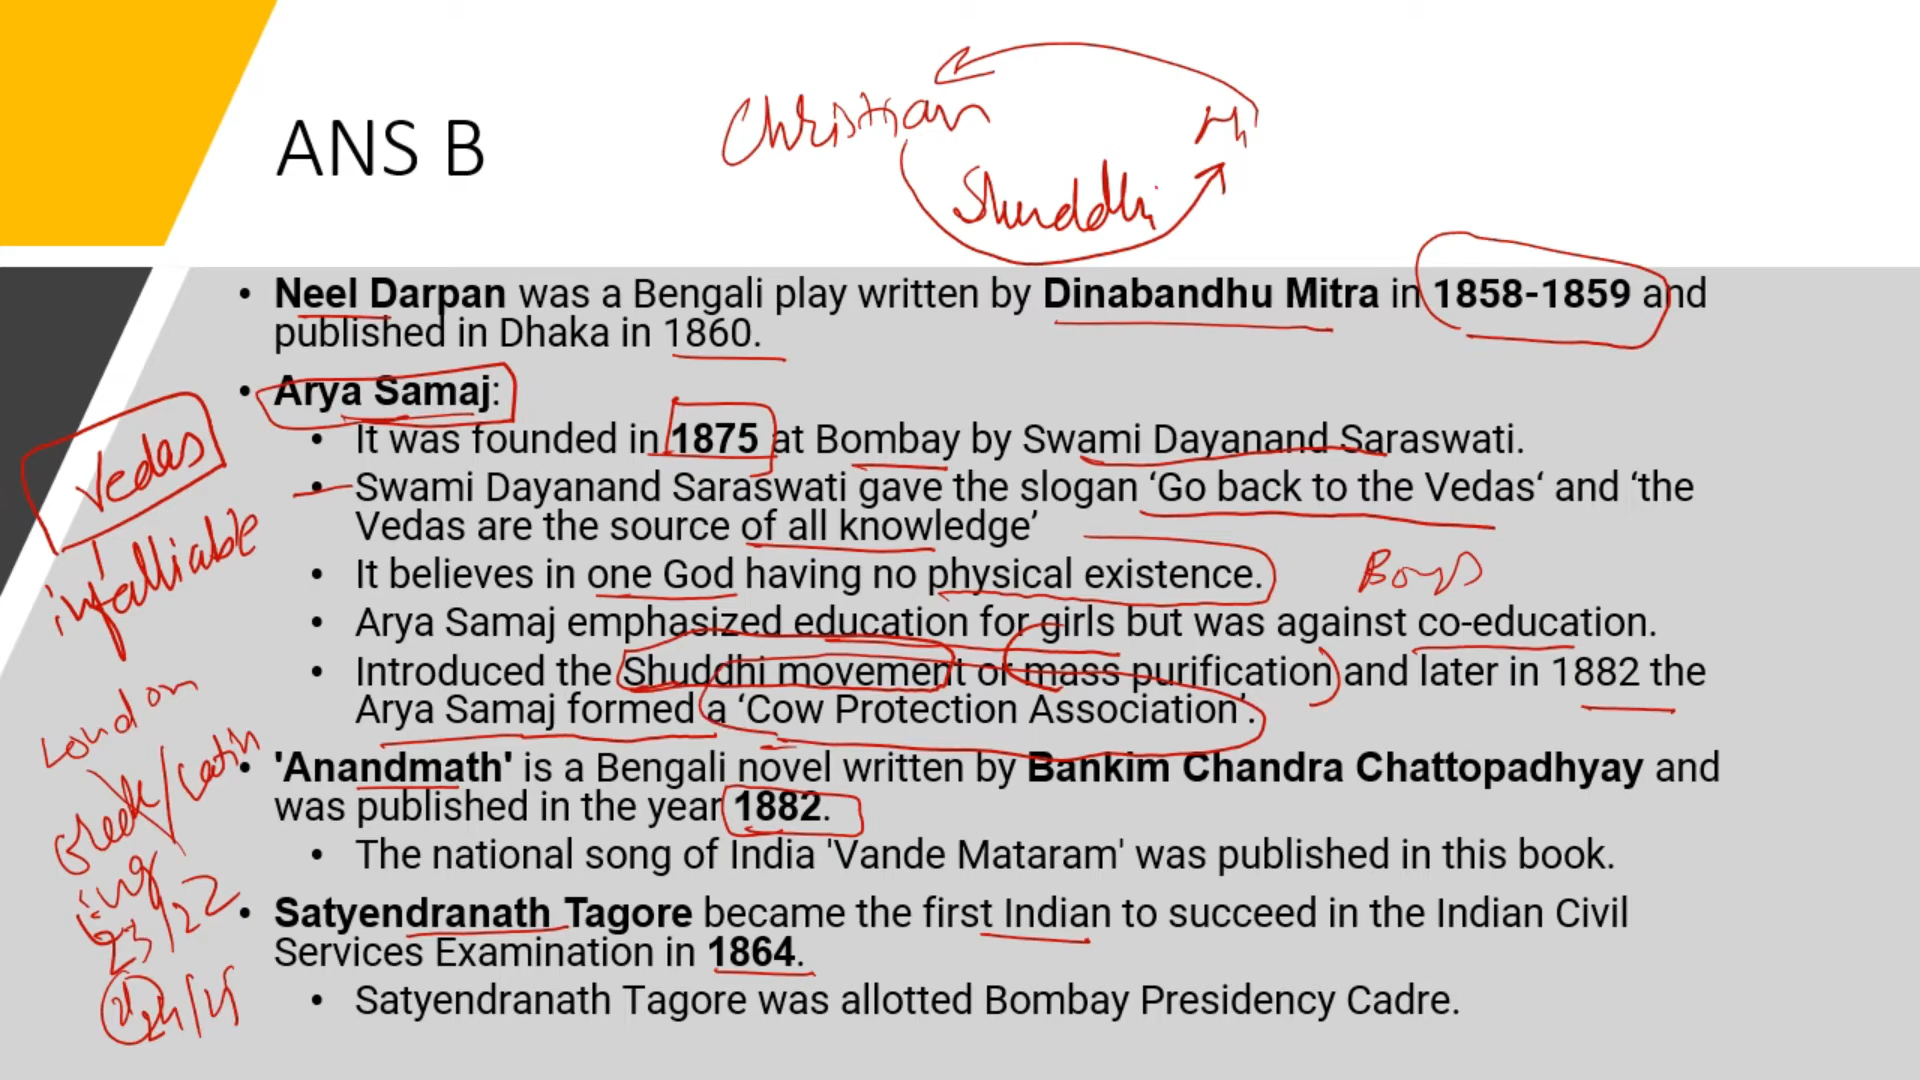 Christian
H
Shuddhi
ANS B
• Neel Darpan was a Bengali play written by Dinabandhu Mitra in 1858-1859 and
published in Dhaka in 1860.
• Arya Samaj:
• It was founded in 1875 at Bombay by Swami Dayanand Saraswati.
• Swami Dayanand Saraswati gave the slogan ‘Go back to the Vedas‘ and ‘the
Vedas are the source of all knowledge’
• It believes in one God having no physical existence.
Boys
• Arya Samaj emphasized education for girls but was against co-education.
• Introduced the Shuddhi movement or mass purification and later in 1882 the
Arya Samaj formed a ‘Cow Protection Association’.
• 'Anandmath' is a Bengali novel written by Bankim Chandra Chattopadhyay and
was published in the year 1882.
• The national song of India 'Vande Mataram' was published in this book.
• Satyendranath Tagore became the first Indian to succeed in the Indian Civil
Services Examination in 1864.
• Satyendranath Tagore was allotted Bombay Presidency Cadre.
Vedas
infalliable
London
Greek/Latin
23/22